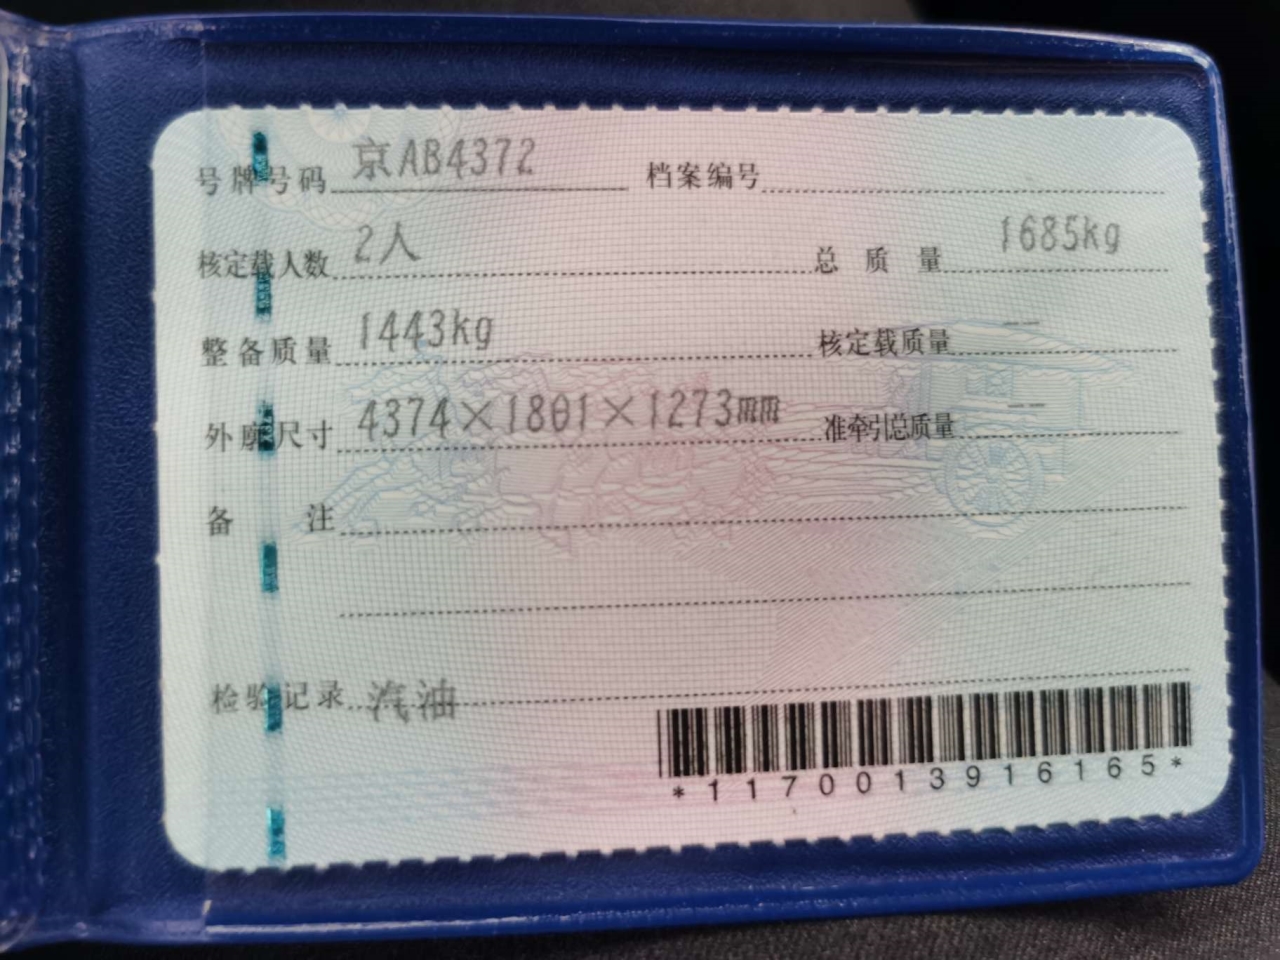 号牌号码 京AB4372 档案编号
核定载人数 2人 总质量 1685kg
整备质量 1443kg 核定载质量 --
外廓尺寸 4374×1801×1273mm 准牵引总质量 --
备注
检验记录 汽油
*1170013916165*